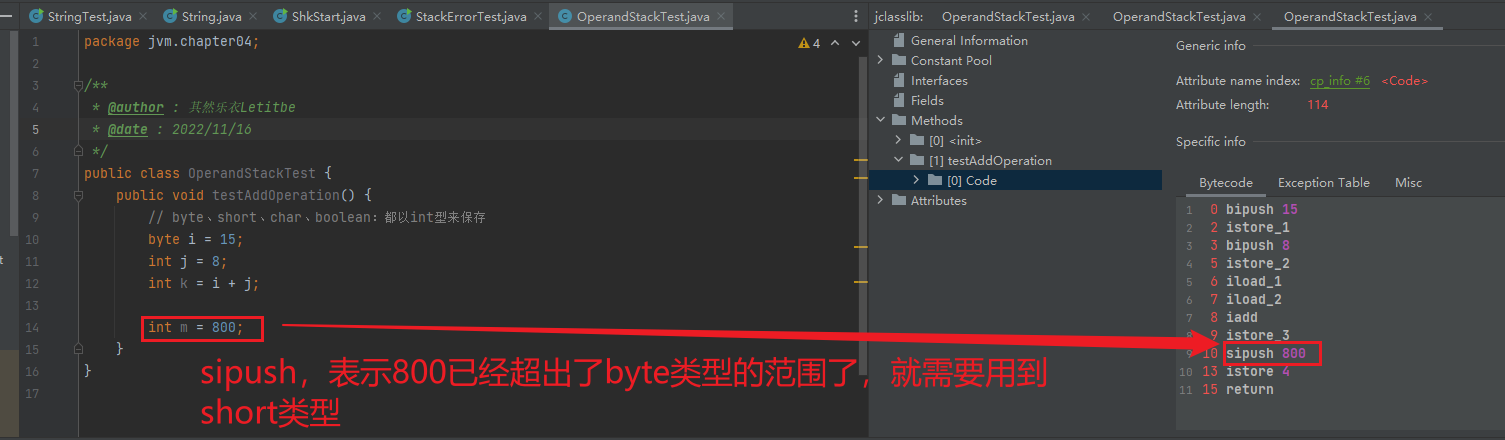 StringTest.java
String.java
ShkStart.java
StackErrorTest.java
OperandStackTest.java
jclasslib:
OperandStackTest.java
OperandStackTest.java
OperandStackTest.java
4
1 package jvm.chapter04;
2
3 /**
4 * @author : 其然乐衣Letitbe
5 * @date : 2022/11/16
6 */
7 public class OperandStackTest {
8 public void testAddOperation() {
9 // byte、short、char、boolean：都以int型来保存
10 byte i = 15;
11 int j = 8;
12 int k = i + j;
13
14 int m = 800;
15 }
16 }
17
sipush，表示800已经超出了byte类型的范围了，就需要用到
short类型
t
General Information
Constant Pool
Interfaces
Fields
Methods
[0] <init>
[1] testAddOperation
[0] Code
Attributes
Generic info
Attribute name index: cp_info #6 <Code>
Attribute length: 114
Specific info
Bytecode Exception Table Misc
1 0 bipush 15
2 2 istore_1
3 3 bipush 8
4 5 istore_2
5 6 iload_1
6 7 iload_2
7 8 iadd
8 9 istore_3
9 10 sipush 800
10 13 istore 4
11 15 return